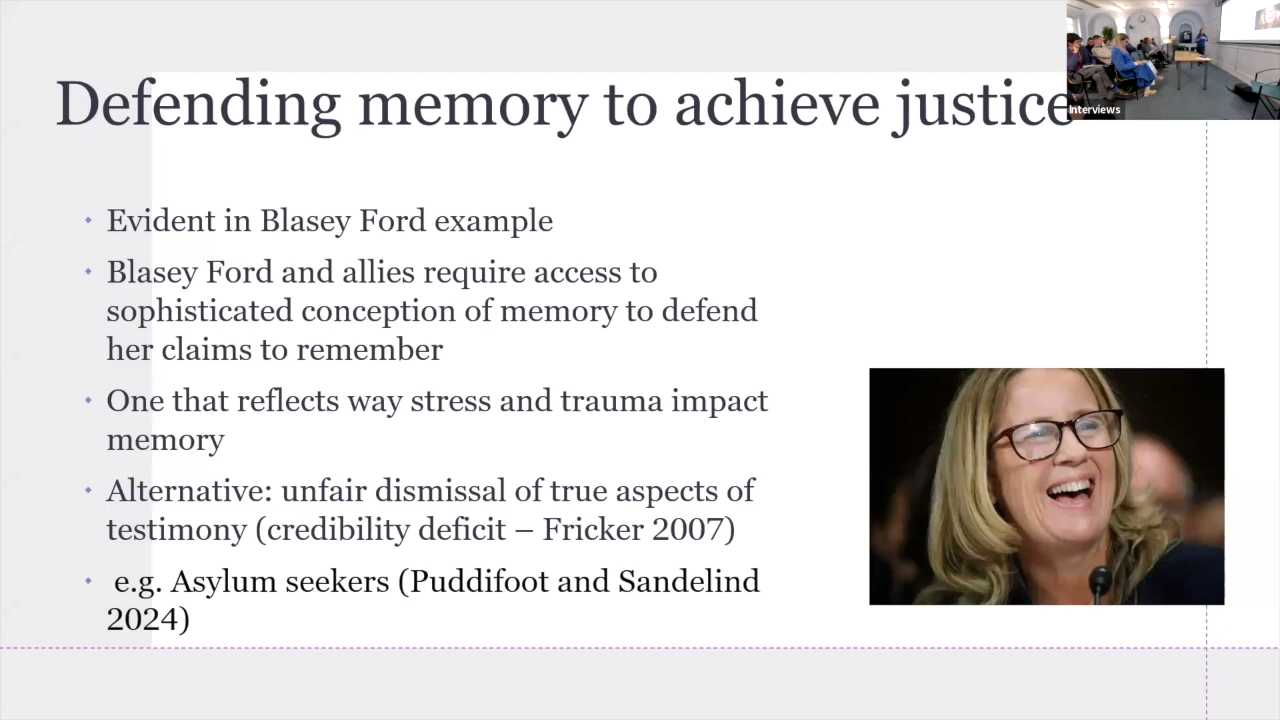 Defending memory to achieve justice
Interviews
Evident in Blasey Ford example
Blasey Ford and allies require access to
sophisticated conception of memory to defend
her claims to remember
One that reflects way stress and trauma impact
memory
Alternative: unfair dismissal of true aspects of
testimony (credibility deficit – Fricker 2007)
e.g. Asylum seekers (Puddifoot and Sandelind
2024)